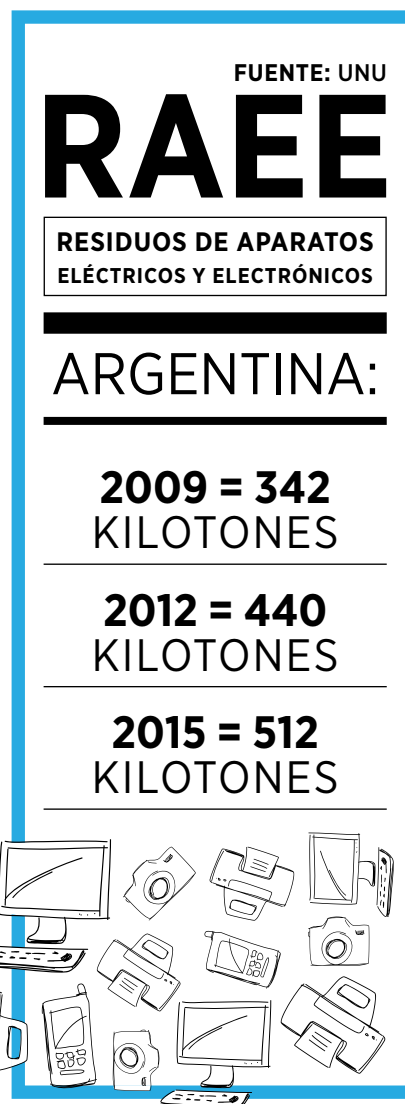 FUENTE: UNU
RAEE
RESIDUOS DE APARATOS
ELÉCTRICOS Y ELECTRÓNICOS
ARGENTINA:
2009 = 342
KILOTONES
2012 = 440
KILOTONES
2015 = 512
KILOTONES